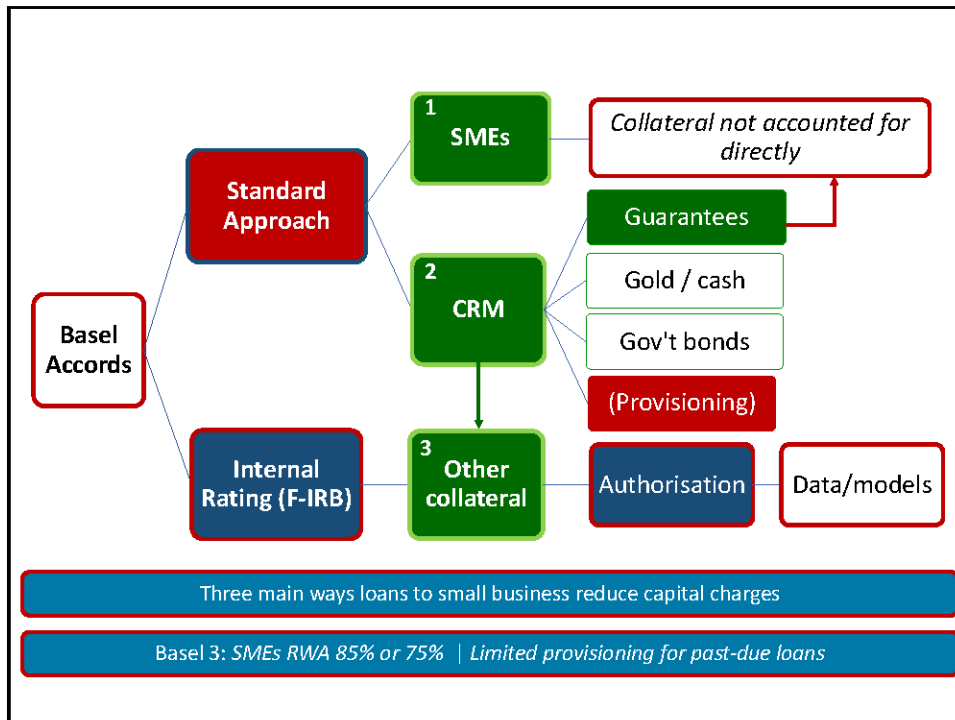 1
SMEs
Collateral not accounted for
directly
Standard
Approach
Guarantees
2
CRM
Gold / cash
Basel
Accords
Gov't bonds
(Provisioning)
3
Internal
Rating (F-IRB)
Other
collateral
Authorisation
Data/models
Three main ways loans to small business reduce capital charges
Basel 3: SMEs RWA 85% or 75% | Limited provisioning for past-due loans